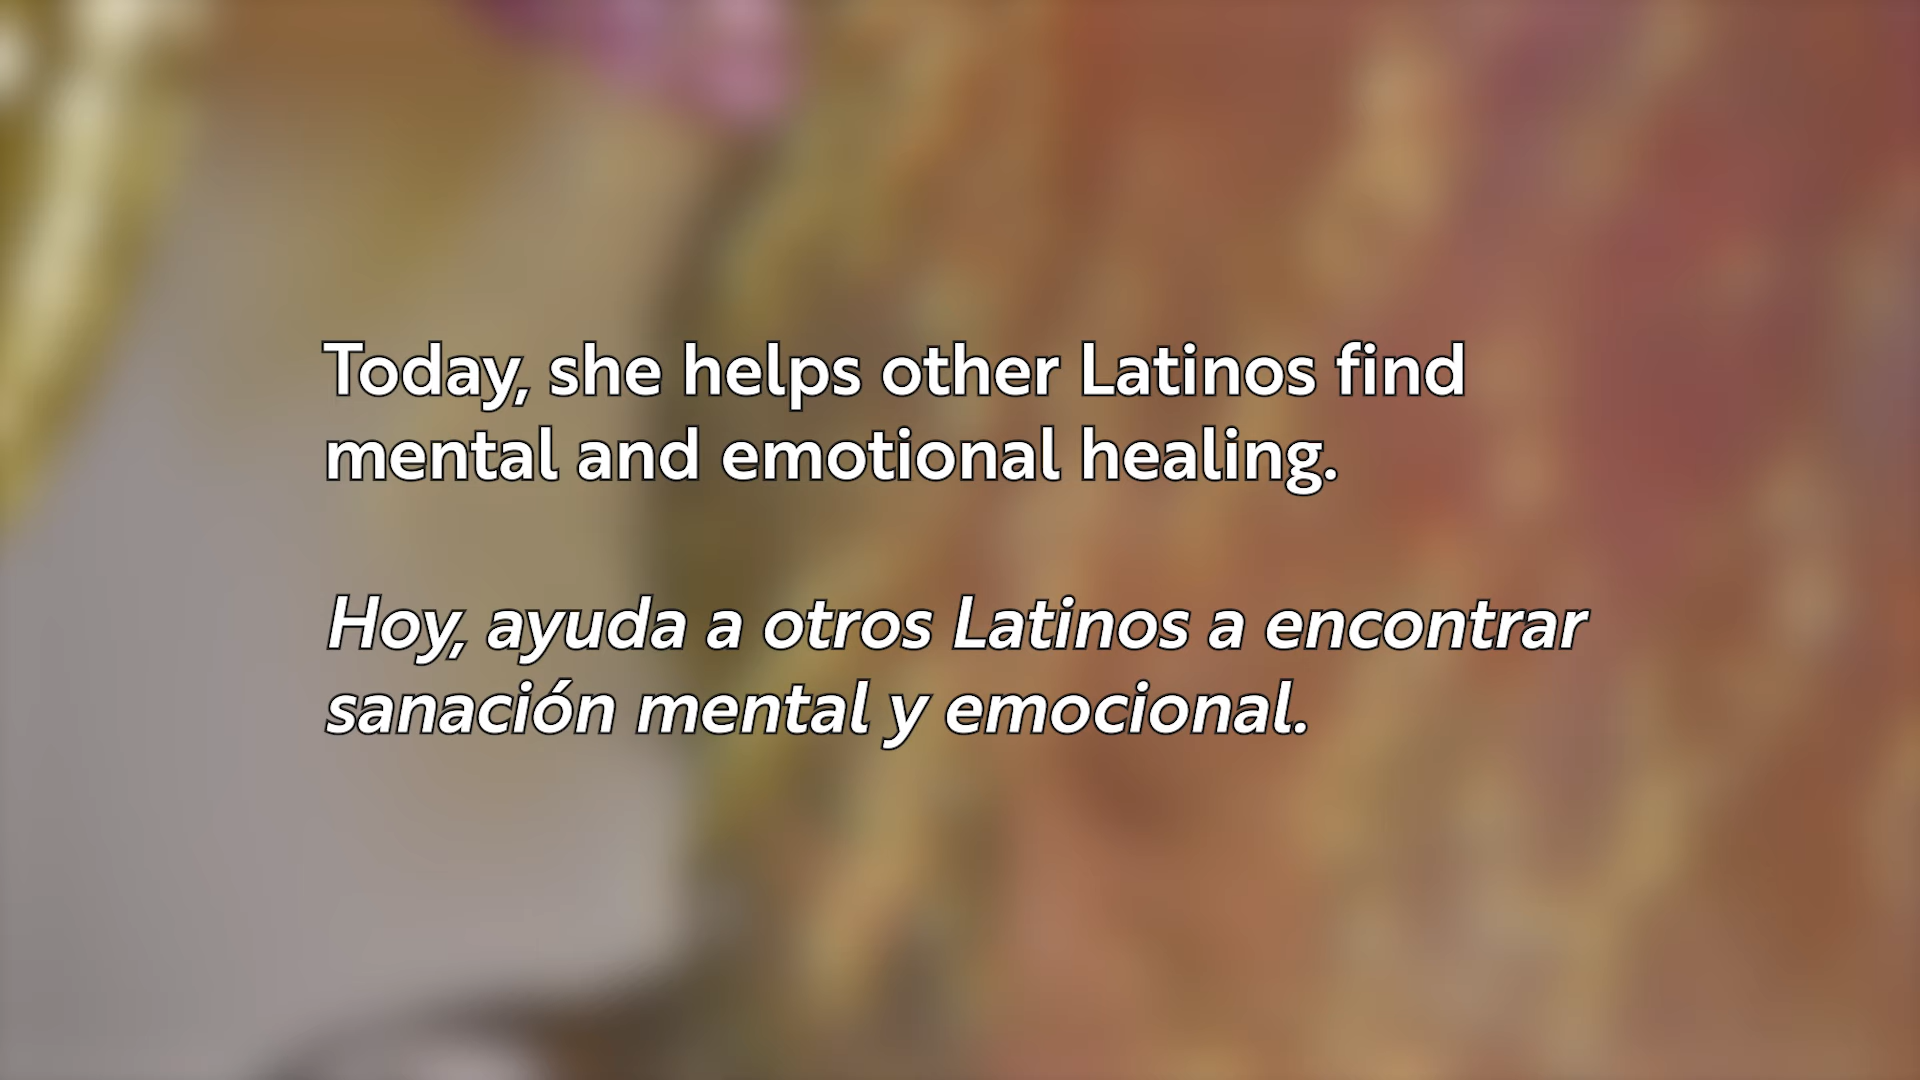 Today, she helps other Latinos find
mental and emotional healing.
Hoy, ayuda a otros Latinos a encontrar
sanación mental y emocional.